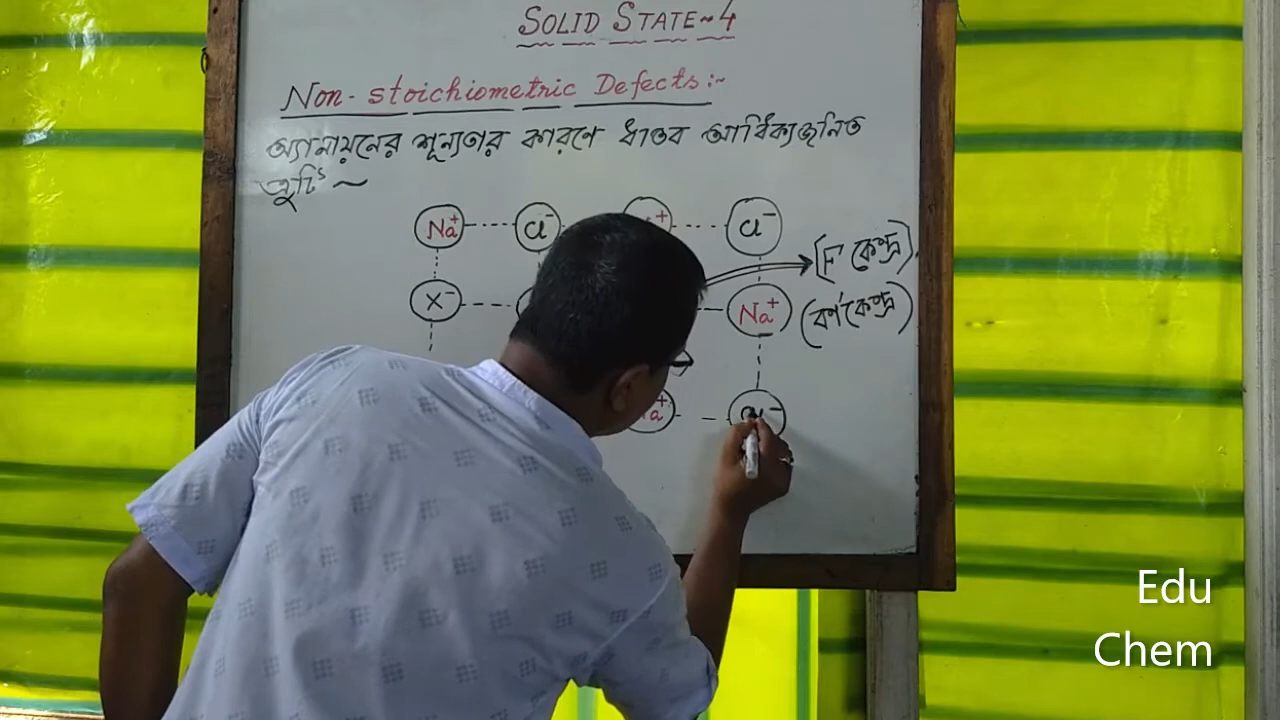 SOLID STATE~4
Non-stoichiometric Defects:~
অ্যানায়নের শূন্যতার কারণে ধাতব আধিক্যজনিত
ত্রুটিঃ ~
Na+ Cl- Cl-
[F কেন্দ্র]
X- Na+ (বর্ণকেন্দ্র)
Cl-
Edu
Chem